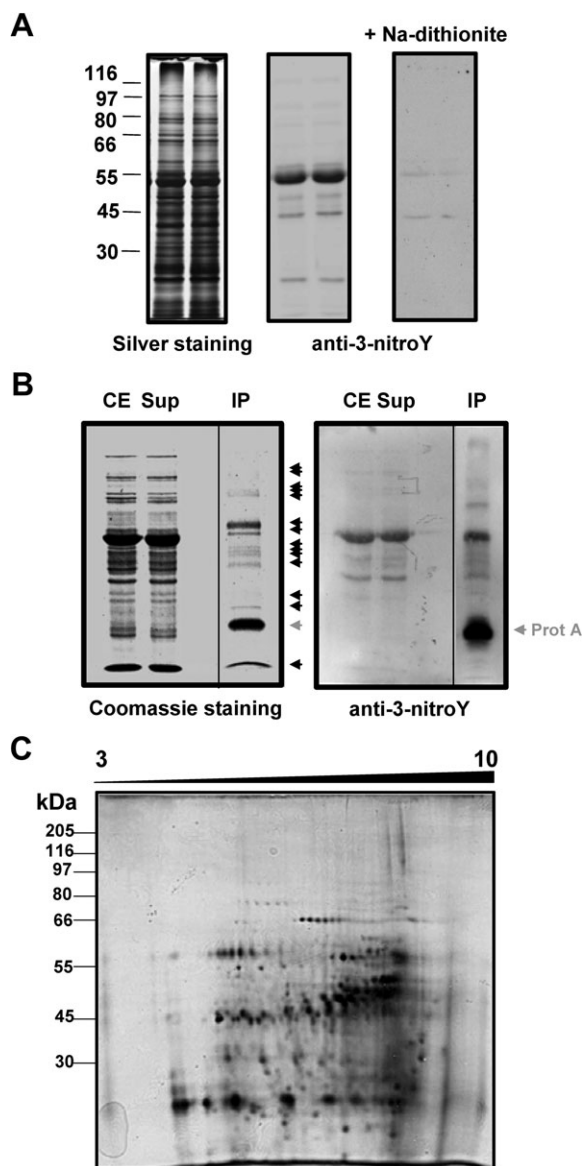 A
+ Na-dithionite
116
97
80
66
55
45
30
Silver staining
anti-3-nitroY
B
CE Sup IP
CE Sup IP
Prot A
Coomassie staining
anti-3-nitroY
C
3
10
kDa
205
116
97
80
66
55
45
30